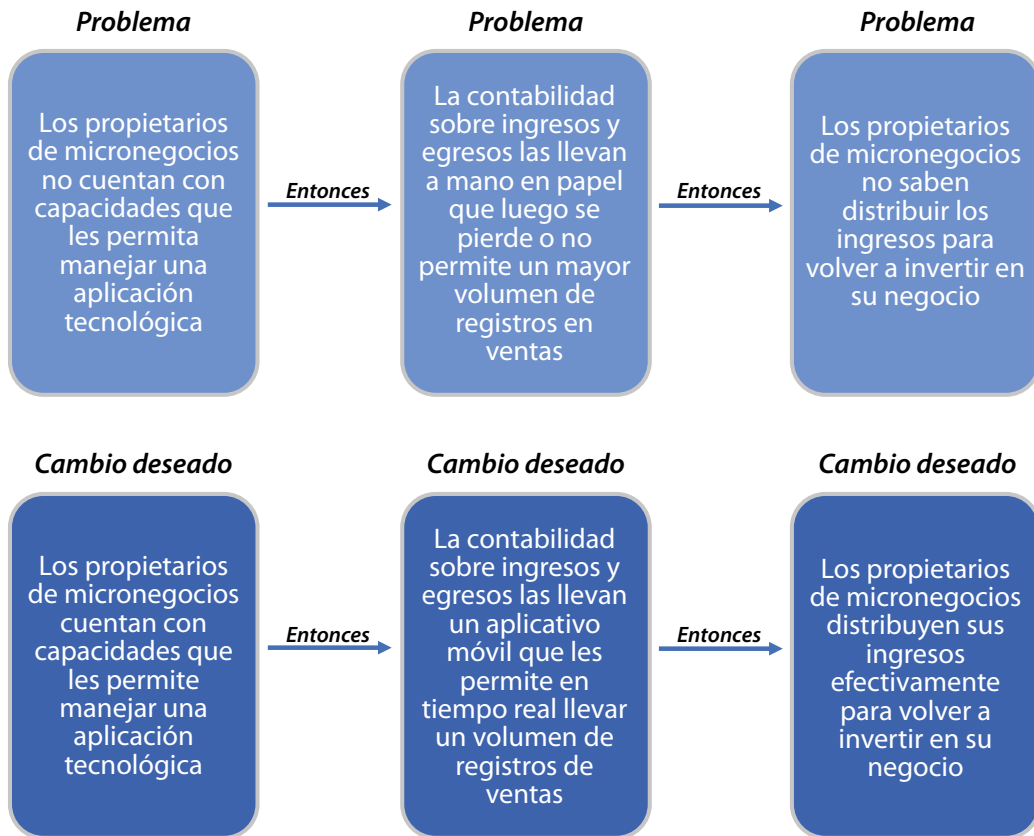 Problema
Los propietarios
de micronegocios
no cuentan con
capacidades que
les permita
manejar una
aplicación
tecnológica
Entonces
Problema
La contabilidad
sobre ingresos y
egresos las llevan
a mano en papel
que luego se
pierde o no
permite un mayor
volumen de
registros en
ventas
Entonces
Problema
Los propietarios
de micronegocios
no saben
distribuir los
ingresos para
volver a invertir en
su negocio
Cambio deseado
Los propietarios
de micronegocios
cuentan con
capacidades que
les permite
manejar una
aplicación
tecnológica
Entonces
Cambio deseado
La contabilidad
sobre ingresos y
egresos las llevan
un aplicativo
móvil que les
permite en
tiempo real llevar
un volumen de
registros de
ventas
Entonces
Cambio deseado
Los propietarios
de micronegocios
distribuyen sus
ingresos
efectivamente
para volver a
invertir en su
negocio